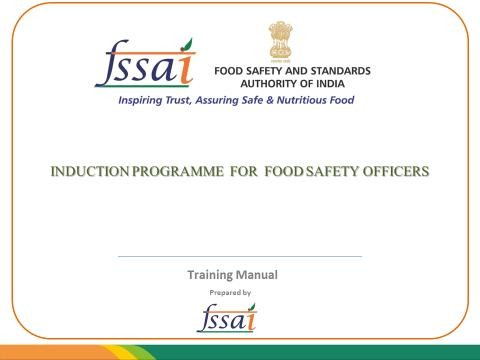 fssai
FOOD SAFETY AND STANDARDS
AUTHORITY OF INDIA
Inspiring Trust, Assuring Safe & Nutritious Food
INDUCTION PROGRAMME FOR FOOD SAFETY OFFICERS
Training Manual
Prepared by
fssai